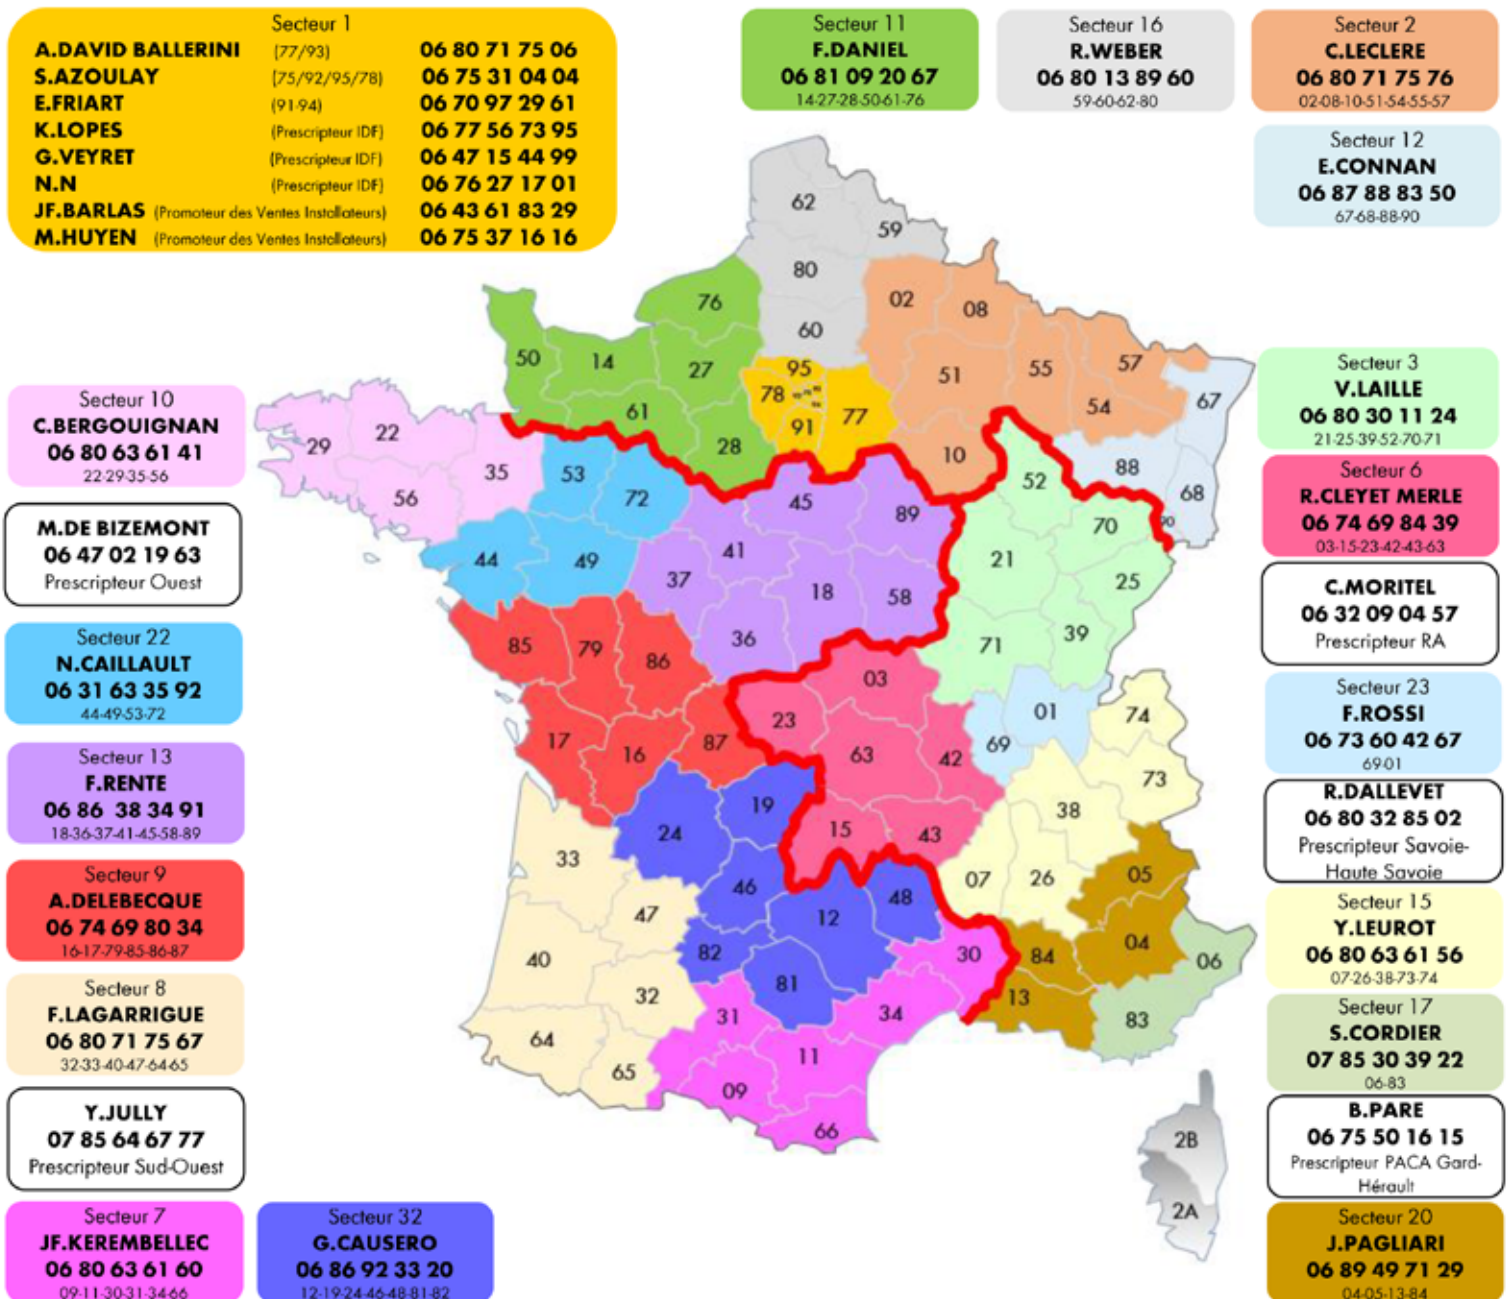 Secteur 1
A.DAVID BALLERINI (77/93) 06 80 71 75 06
S.AZOULAY (75/92/95/78) 06 75 31 04 04
E.FRIART (91-94) 06 70 97 29 61
K.LOPES (Prescripteur IDF) 06 77 56 73 95
G.VEYRET (Prescripteur IDF) 06 47 15 44 99
N.N (Prescripteur IDF) 06 76 27 17 01
JF.BARLAS (Promoteur des Ventes Installateurs) 06 43 61 83 29
M.HUYEN (Promoteur des Ventes Installateurs) 06 75 37 16 16
Secteur 11
F.DANIEL
06 81 09 20 67
14-27-28-50-61-76
Secteur 16
R.WEBER
06 80 13 89 60
59-60-62-80
Secteur 2
C.LECLERE
06 80 71 75 76
02-08-10-51-54-55-57
Secteur 12
E.CONNAN
06 87 88 83 50
67-68-88-90
Secteur 10
C.BERGOUIGNAN
06 80 63 61 41
22-29-35-56
M.DE BIZEMONT
06 47 02 19 63
Prescripteur Ouest
Secteur 22
N.CAILLAULT
06 31 63 35 92
44-49-53-72
Secteur 13
F.RENTE
06 86 38 34 91
18-36-37-41-45-58-89
Secteur 9
A.DELEBECQUE
06 74 69 80 34
16-17-79-85-86-87
Secteur 8
F.LAGARRIGUE
06 80 71 75 67
32-33-40-47-64-65
Y.JULLY
07 85 64 67 77
Prescripteur Sud-Ouest
Secteur 7
JF.KEREMBELLEC
06 80 63 61 60
09-11-30-31-34-66
Secteur 32
G.CAUSERO
06 86 92 33 20
12-19-24-46-48-81-82
62
59
80
02
08
76
60
50
14
27
95
78
77
91
51
55
57
54
67
61
28
10
88
68
90
52
29
22
35
56
53
72
45
89
70
44
49
41
37
18
58
21
25
36
71
39
85
79
86
03
23
01
74
17
16
87
63
42
69
73
19
24
15
43
38
33
46
12
48
07
26
05
47
82
30
84
04
06
40
32
81
13
31
34
83
64
65
11
09
66
2B
2A
Secteur 3
V.LAILLE
06 80 30 11 24
21-25-39-52-70-71
Secteur 6
R.CLEYET MERLE
06 74 69 84 39
03-15-23-42-43-63
C.MORITEL
06 32 09 04 57
Prescripteur RA
Secteur 23
F.ROSSI
06 73 60 42 67
69-01
R.DALLEVET
06 80 32 85 02
Prescripteur Savoie-
Haute Savoie
Secteur 15
Y.LEUROT
06 80 63 61 56
07-26-38-73-74
Secteur 17
S.CORDIER
07 85 30 39 22
06-83
B.PARE
06 75 50 16 15
Prescripteur PACA Gard-
Hérault
Secteur 20
J.PAGLIARI
06 89 49 71 29
04-05-13-84